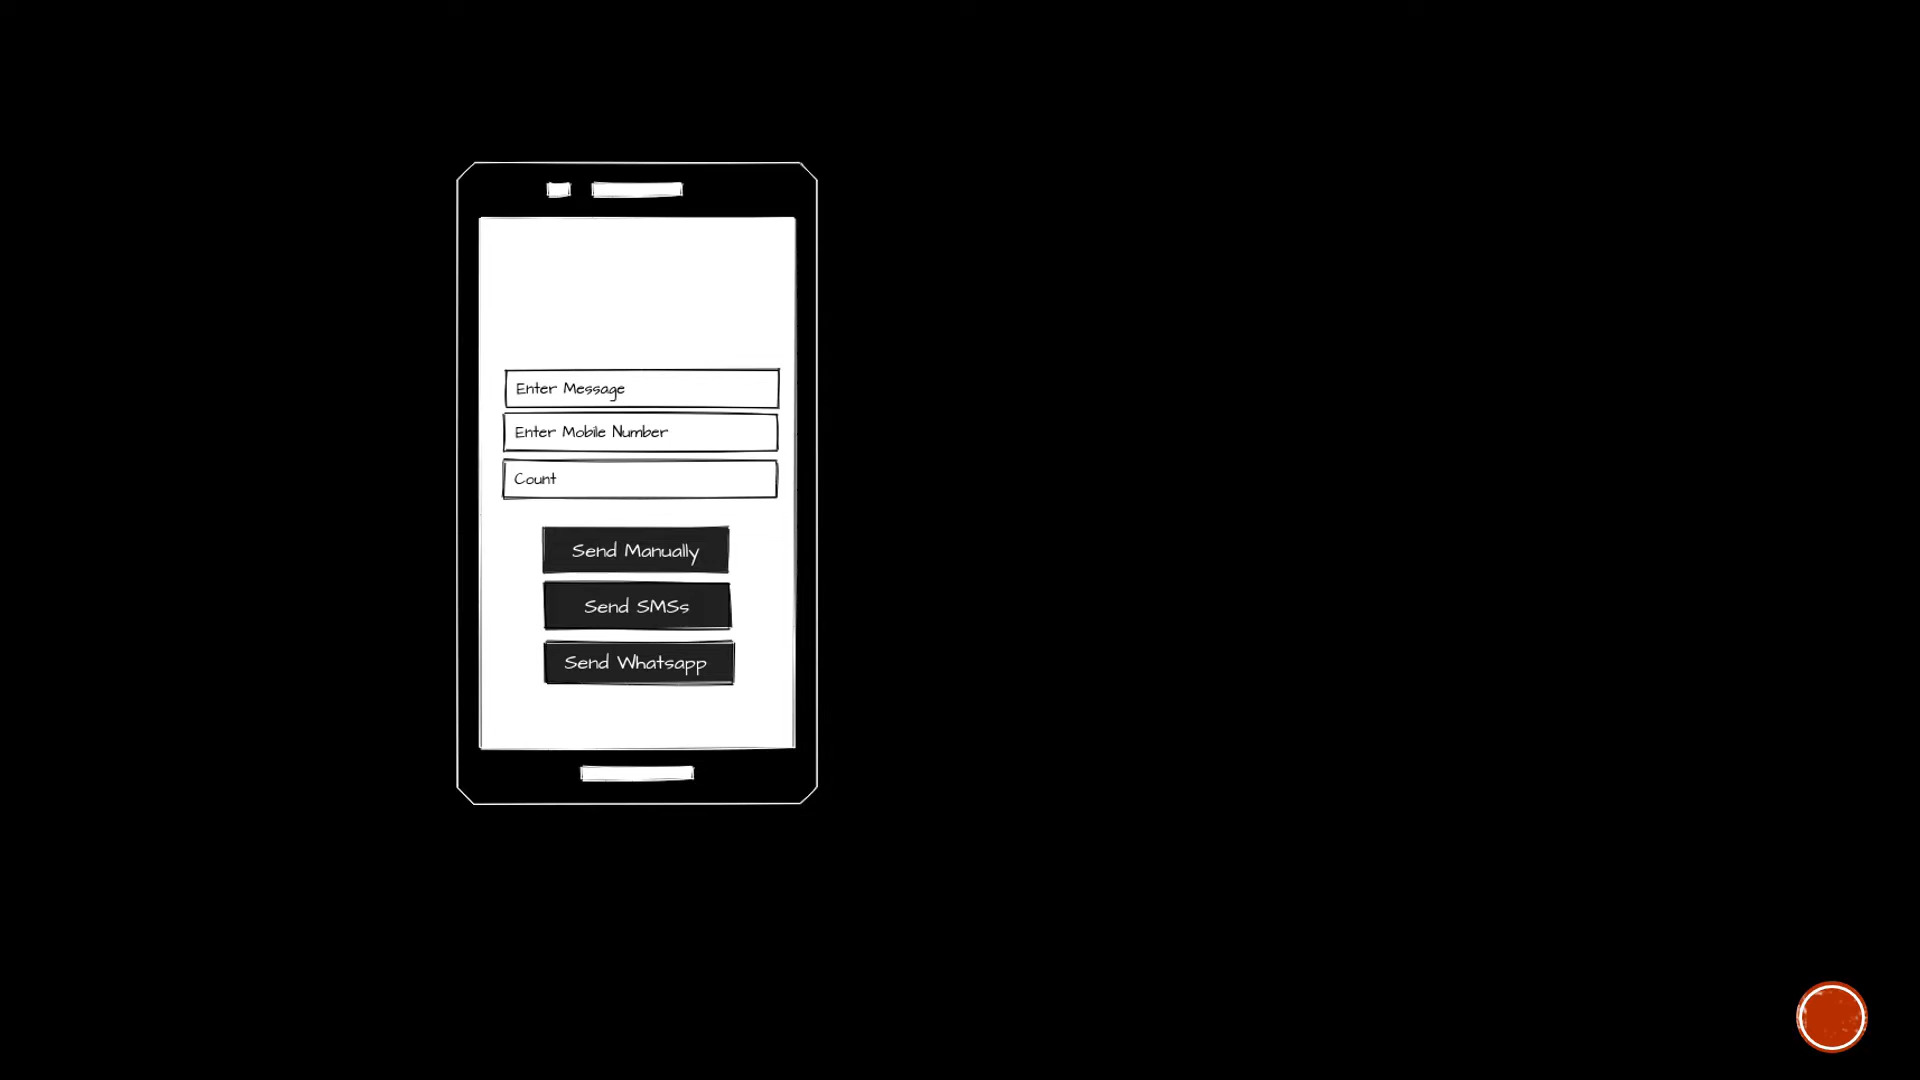 Enter Message
Enter Mobile Number
Count
Send Manually
Send SMSs
Send Whatsapp